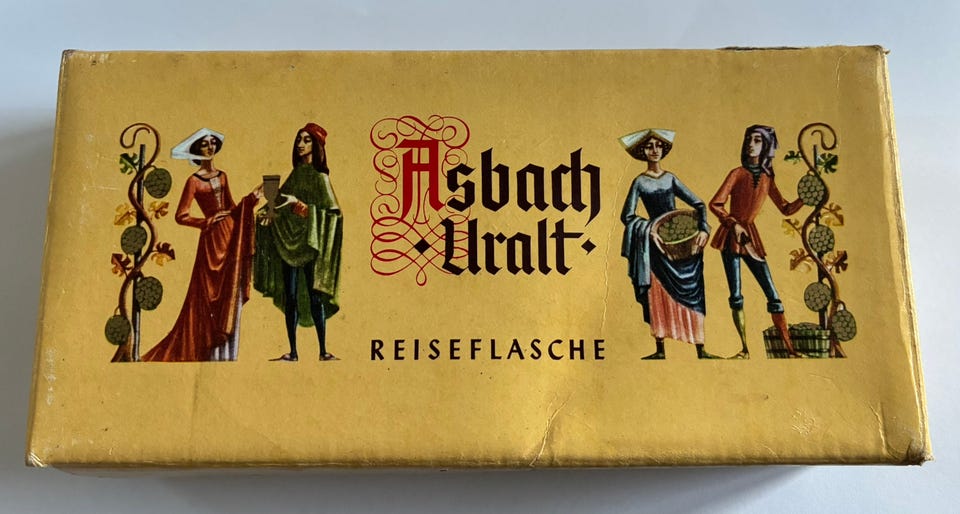 Asbach
·Uralt·
REISEFLASCHE